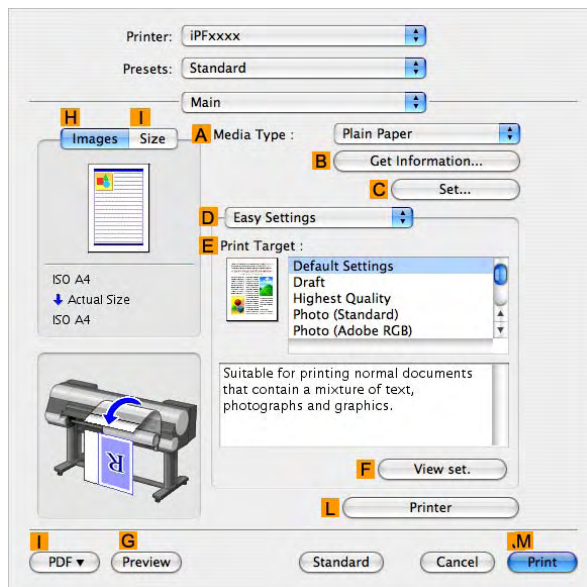 Printer: iPFxxxx
Presets: Standard
Main
H I
Images Size
A Media Type : Plain Paper
B Get Information...
C Set...
D Easy Settings
E Print Target :
Default Settings
Draft
Highest Quality
Photo (Standard)
Photo (Adobe RGB)
ISO A4
Actual Size
ISO A4
Suitable for printing normal documents
that contain a mixture of text,
photographs and graphics.
R
F View set.
L Printer
I G .M
PDF ▼ Preview Standard Cancel Print